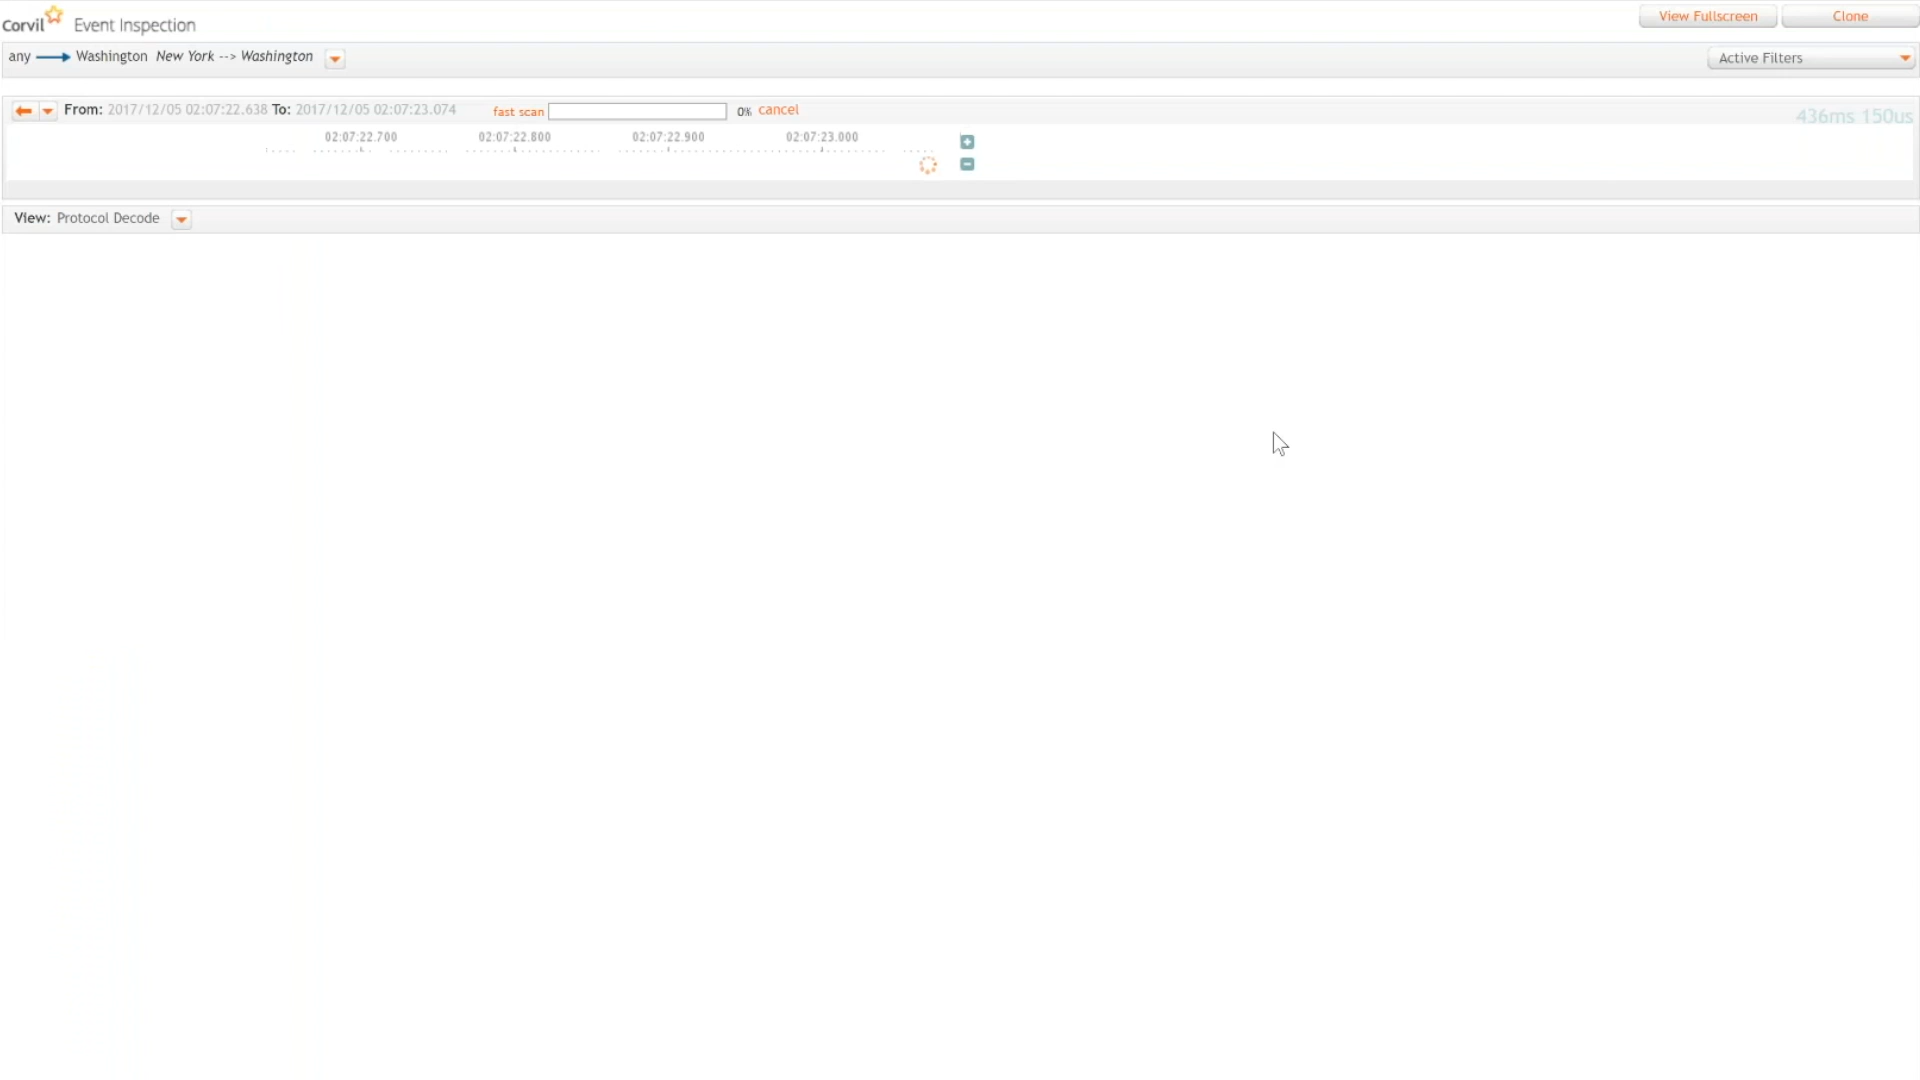 Corvil Event Inspection
View Fullscreen Clone
any Washington New York --> Washington
Active Filters
From: 2017/12/05 02:07:22.638 To: 2017/12/05 02:07:23.074 fast scan 0% cancel
436ms 150us
02:07:22.700 02:07:22.800 02:07:22.900 02:07:23.000
View: Protocol Decode